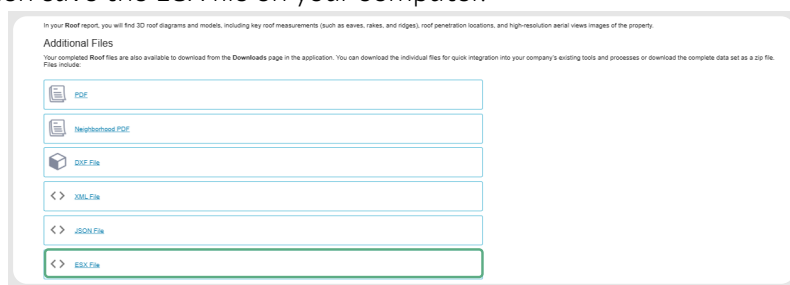 save the ESX File on your computer.
In your Roof report, you will find 3D roof diagrams and models, including key roof measurements (such as eaves, rakes, and ridges), roof penetration locations, and high-resolution aerial views images of the property.
Additional Files
Your completed Roof files are also available to download from the Downloads page in the application. You can download the individual files for quick integration into your company's existing tools and processes or download the complete data set as a zip file.
Files include:
PDF
Neighborhood PDF
DXF File
XML File
JSON File
ESX File